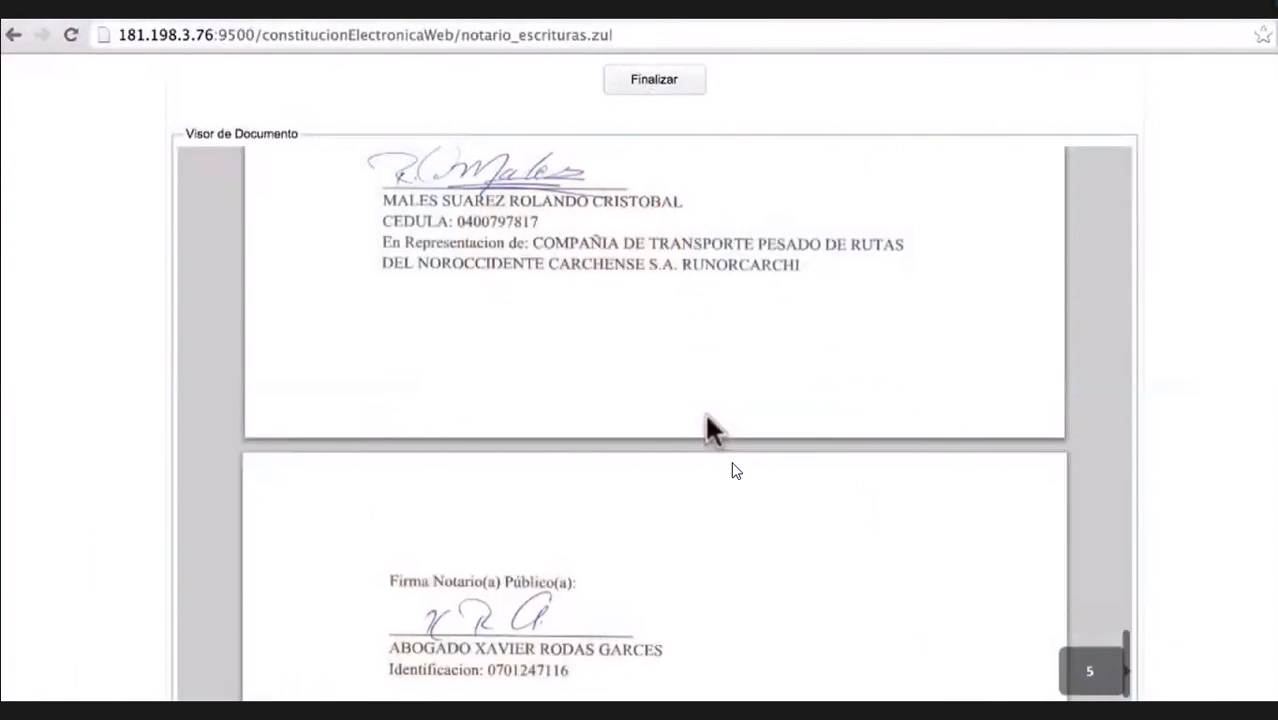 181.198.3.76:9500/constitucionElectronicaWeb/notario_escrituras.zul
Finalizar
Visor de Documento
R. C. Males
MALES SUAREZ ROLANDO CRISTOBAL
CEDULA: 0400797817
En Representacion de: COMPAÑIA DE TRANSPORTE PESADO DE RUTAS
DEL NOROCCIDENTE CARCHENSE S.A. RUNORCARCHI
Firma Notario(a) Público(a):
X R G.
ABOGADO XAVIER RODAS GARCES
Identificacion: 0701247116
5